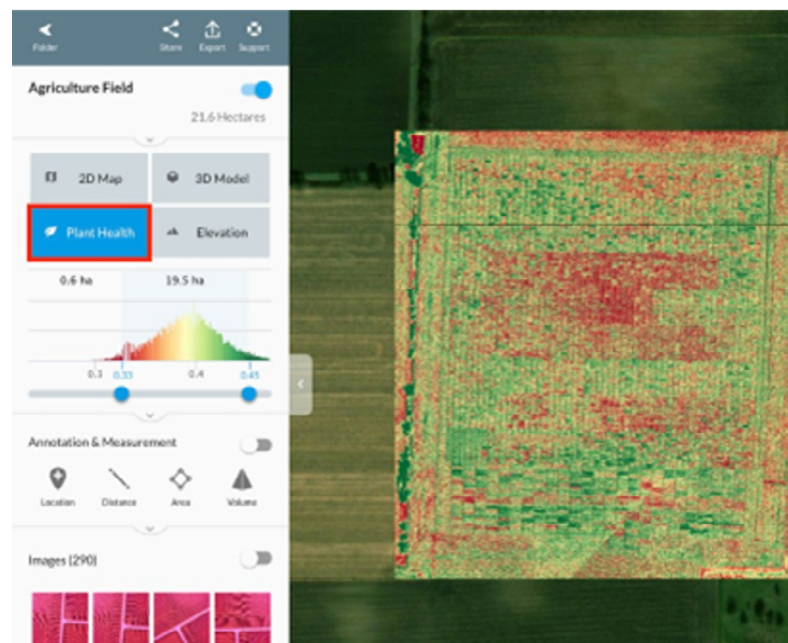 Folder Share Export Support
Agriculture Field
21.6 Hectares
2D Map 3D Model
Plant Health Elevation
0.6 ha 19.5 ha
0.3 0.33 0.4 0.45
Annotation & Measurement
Location Distance Area Volume
Images (290)